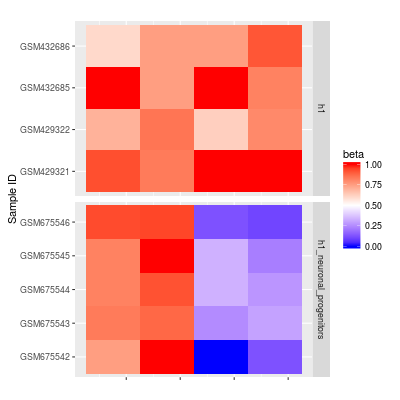 GSM432686
GSM432685
GSM429322
GSM429321
h1
GSM675546
GSM675545
GSM675544
GSM675543
GSM675542
h1_neuronal_progenitors
Sample ID
beta
1.00
0.75
0.50
0.25
0.00